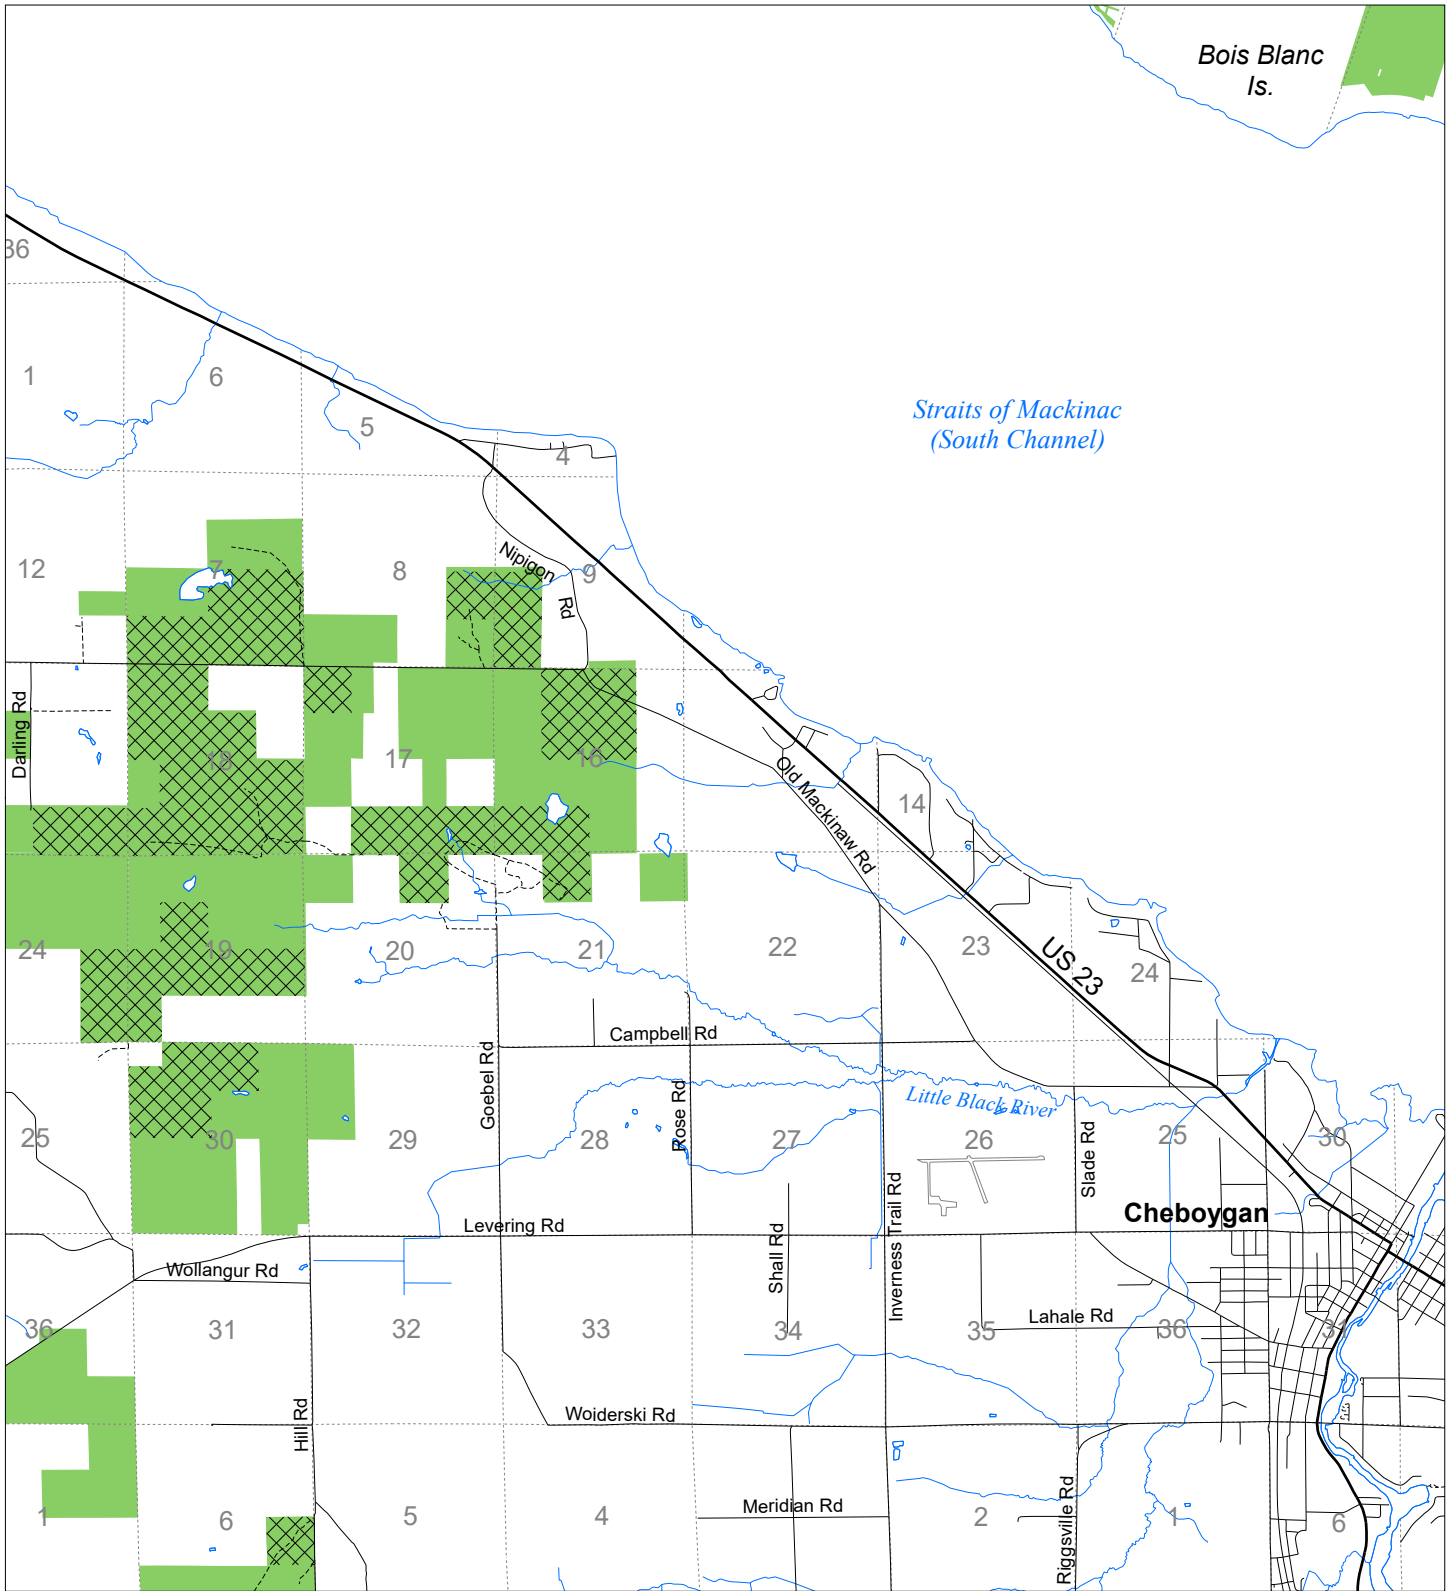 Bois Blanc
Is.
36
1
6
5
Straits of Mackinac
(South Channel)
4
12
7
8
9
Nipigon
Rd
Darling Rd
18
17
16
Old Mackinaw Rd
14
24
19
20
21
22
23
US 23
24
Campbell Rd
Goebel Rd
Rose Rd
Little Black River
25
30
29
28
27
26
Slade Rd
25
30
Cheboygan
Levering Rd
Shall Rd
Inverness Trail Rd
Wollangur Rd
36
31
32
33
34
35
Lahale Rd
36
31
Hill Rd
Woiderski Rd
1
6
5
4
Meridian Rd
2
Riggsville Rd
1
6